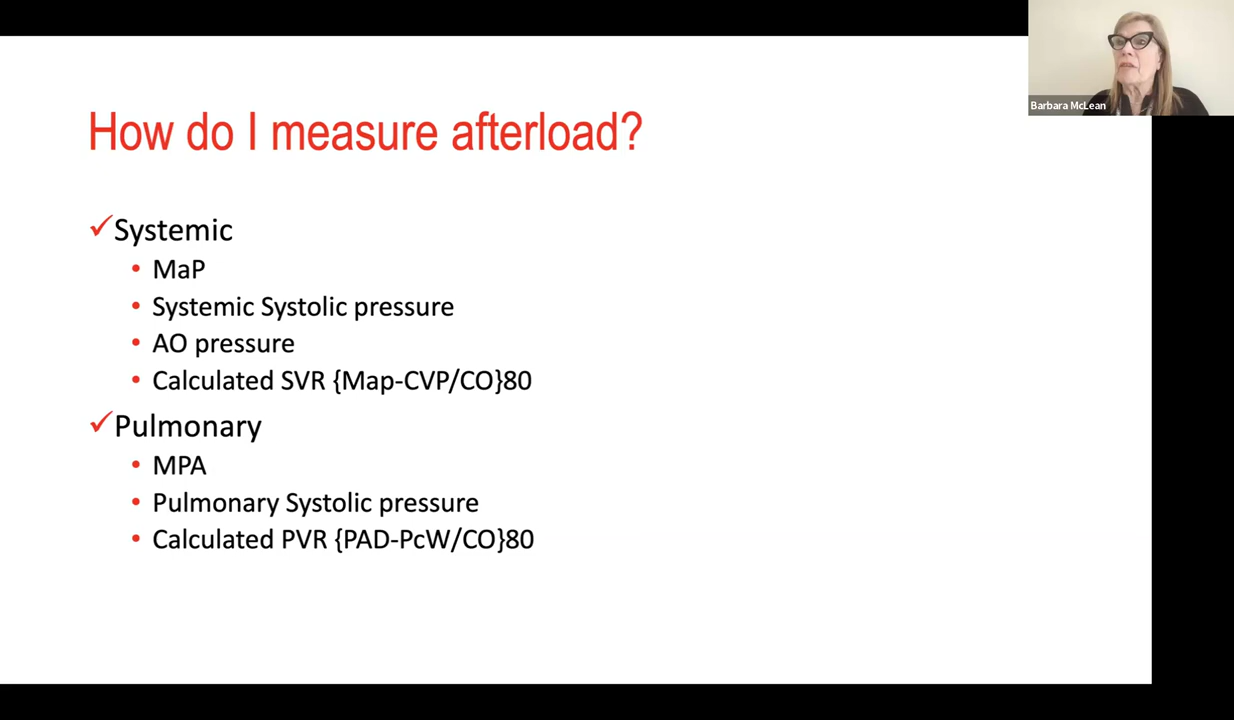 How do I measure afterload?
Systemic
MaP
Systemic Systolic pressure
AO pressure
Calculated SVR {Map-CVP/CO}80
Pulmonary
MPA
Pulmonary Systolic pressure
Calculated PVR {PAD-PcW/CO}80
Barbara McLean